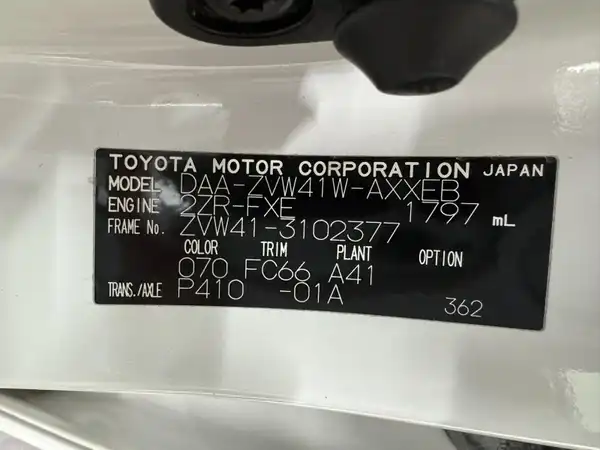 TOYOTA MOTOR CORPORATION JAPAN
MODEL DAA-ZVW41W-AXXEB
ENGINE 2ZR-FXE 1797 mL
FRAME No. ZVW41-3102377
COLOR TRIM PLANT OPTION
070 FC66 A41
TRANS./AXLE P410 -01A
362